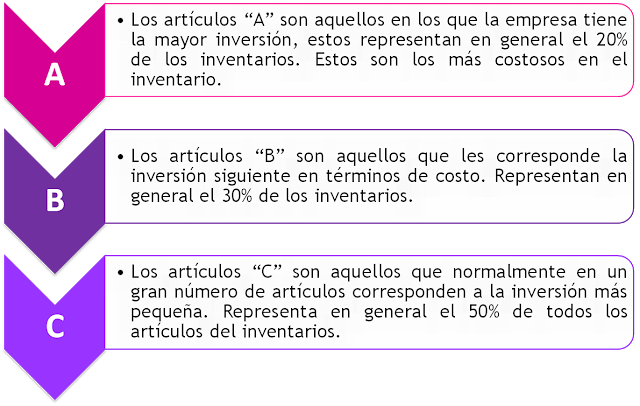 A
• Los artículos “A” son aquellos en los que la empresa tiene
la mayor inversión, estos representan en general el 20%
de los inventarios. Estos son los más costosos en el
inventario.
B
• Los artículos “B” son aquellos que les corresponde la
inversión siguiente en términos de costo. Representan en
general el 30% de los inventarios.
C
• Los artículos “C” son aquellos que normalmente en un
gran número de artículos corresponden a la inversión más
pequeña. Representa en general el 50% de todos los
artículos del inventarios.